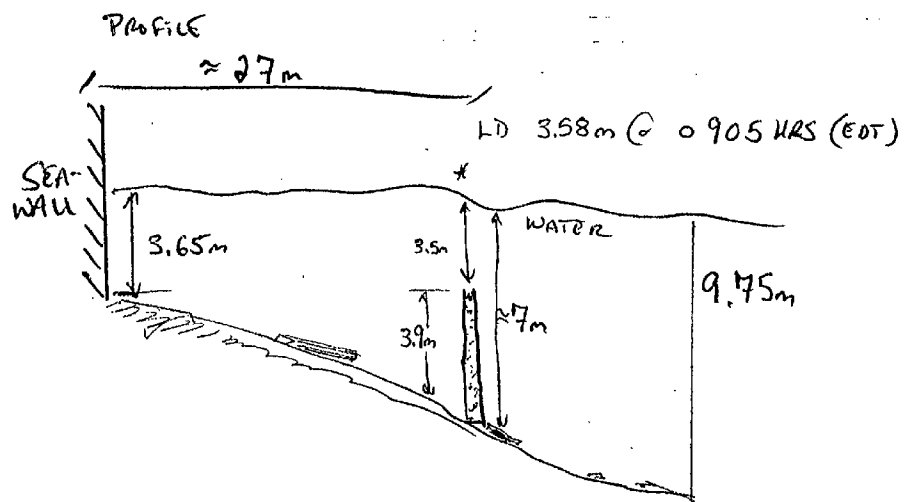 PROFILE
≈ 27m
LD 3.58m @ 0905 HRS (EDT)
*
SEA-
WALL
WATER
3.65m
3.5m
9.75m
3.9m
≈7m